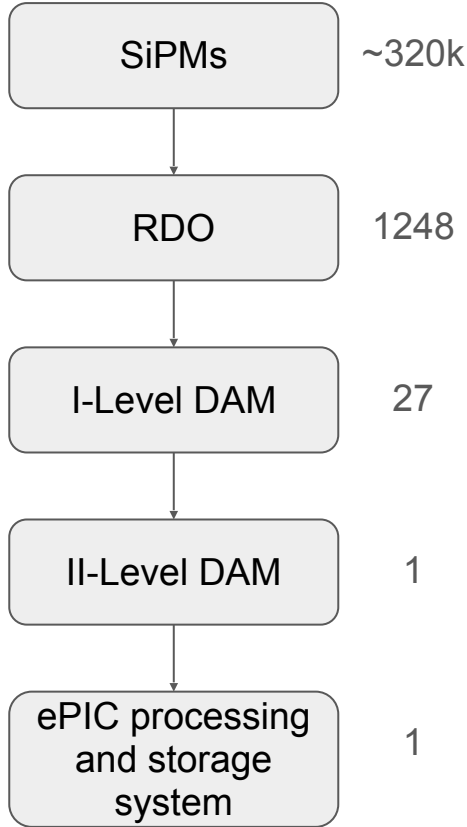 SiPMs ~320k
RDO 1248
I-Level DAM 27
II-Level DAM 1
ePIC processing
and storage 1
system